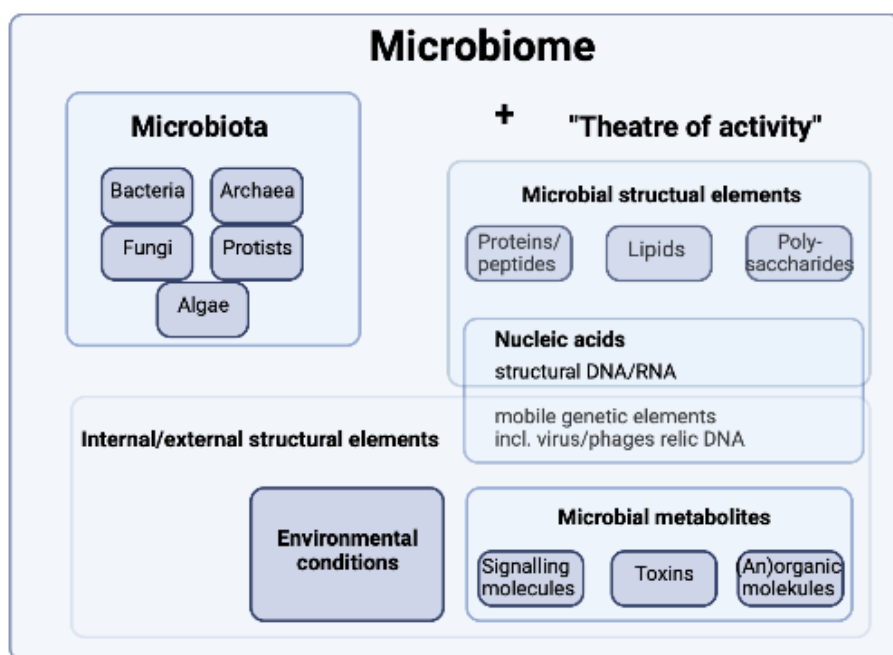 Microbiome
Microbiota
Bacteria
Archaea
Fungi
Protists
Algae
+
"Theatre of activity"
Microbial structual elements
Proteins/
peptides
Lipids
Poly-
saccharides
Nucleic acids
structural DNA/RNA
mobile genetic elements
incl. virus/phages relic DNA
Internal/external structural elements
Environmental
conditions
Microbial metabolites
Signalling
molecules
Toxins
(An)organic
molekules